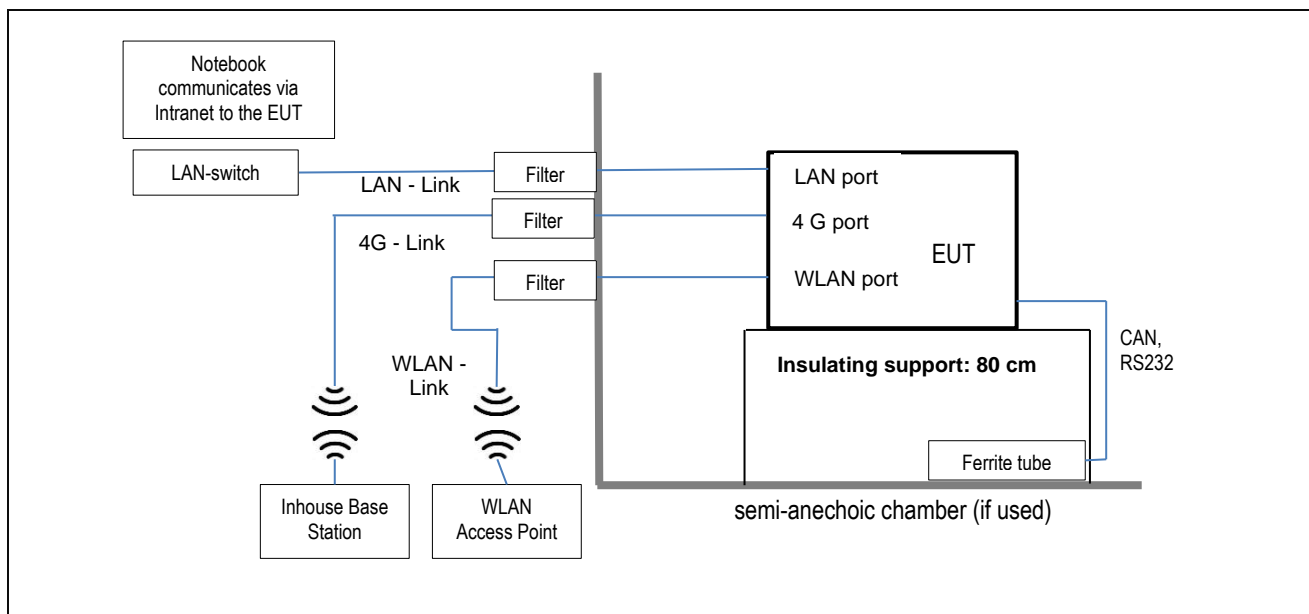 Notebook
communicates via
Intranet to the EUT
LAN-switch
LAN - Link
Filter
LAN port
4G - Link
Filter
4 G port
EUT
Filter
WLAN port
WLAN -
Link
CAN,
RS232
Insulating support: 80 cm
Ferrite tube
Inhouse Base
Station
WLAN
Access Point
semi-anechoic chamber (if used)